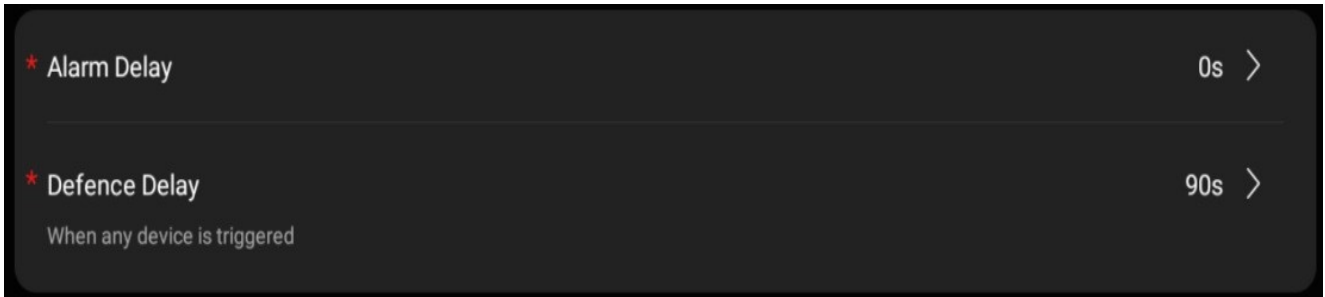 * Alarm Delay 0s >
* Defence Delay 90s >
When any device is triggered